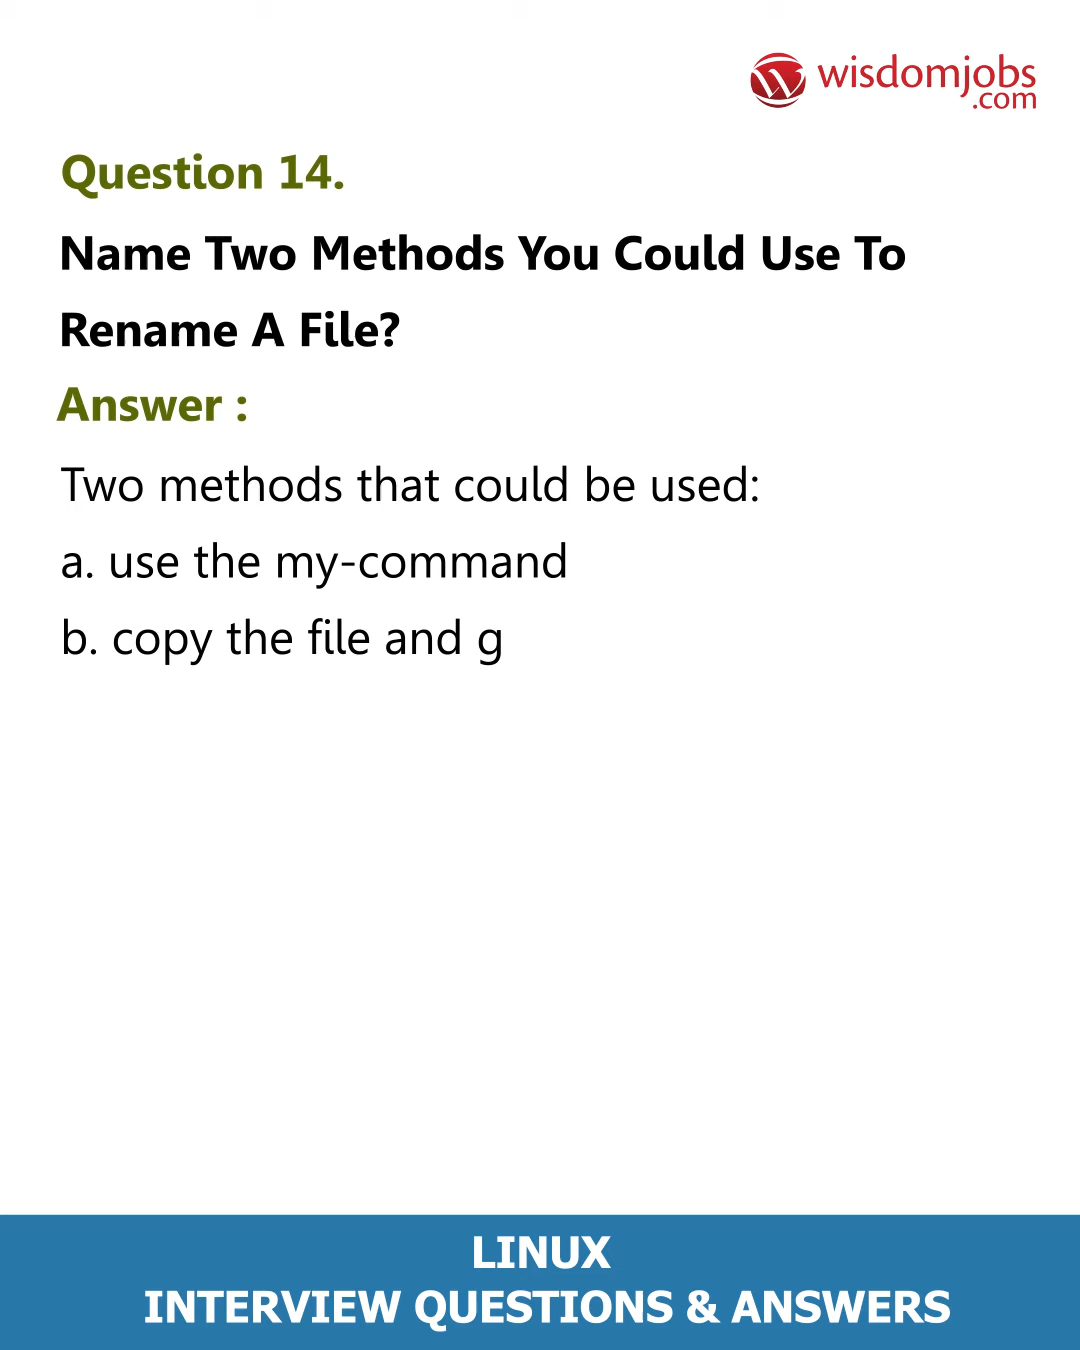 wisdomjobs
.com
Question 14.
Name Two Methods You Could Use To
Rename A File?
Answer :
Two methods that could be used:
a. use the my-command
b. copy the file and g
LINUX
INTERVIEW QUESTIONS & ANSWERS